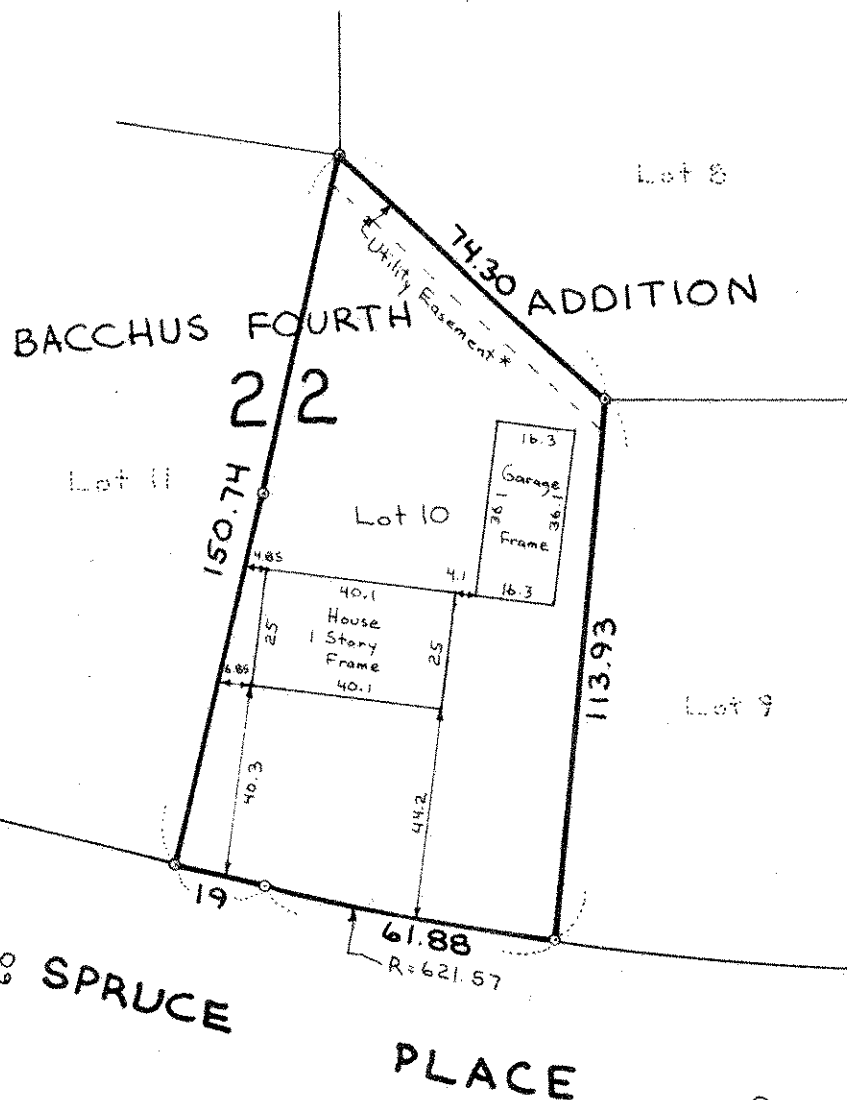 Lot 8
74.30
Utility Easement *
BACCHUS FOURTH ADDITION
22
16.3
Garage
36.1
36.1
Frame
16.3
Lot 11
150.74
Lot 10
4.85
4.1
40.1
House
1 Story
Frame
25
25
6.85
40.1
113.93
Lot 9
40.3
44.2
19
61.88
R=621.57
SPRUCE
PLACE